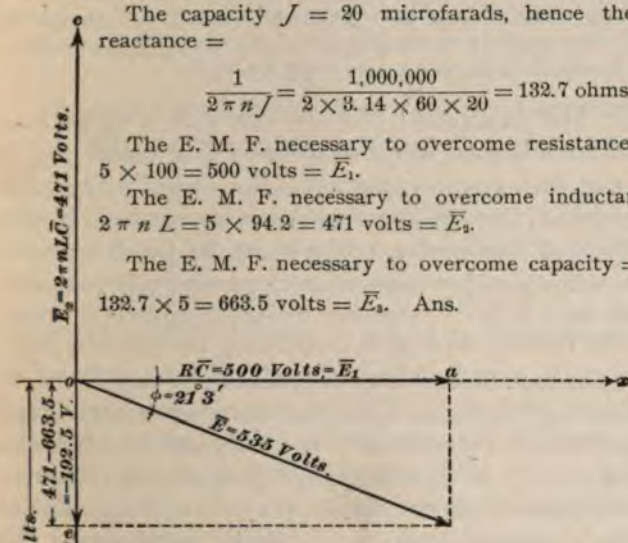 The capacity J = 20 microfarads, hence the
reactance =
1 / 2 π n J = 1,000,000 / 2 × 3.14 × 60 × 20 = 132.7 ohms
The E. M. F. necessary to overcome resistance
5 × 100 = 500 volts = E̅₁.
The E. M. F. necessary to overcome inductan
2 π n L = 5 × 94.2 = 471 volts = E̅₂.
The E. M. F. necessary to overcome capacity =
132.7 × 5 = 663.5 volts = E̅₃. Ans.
E̅₂=2πnLC̅=471 Volts.
o
RC̅=500 Volts=E̅₁
a
x
ϕ=21°3′
E̅=535 Volts.
471–663.5
=–192.5 V.
lts.